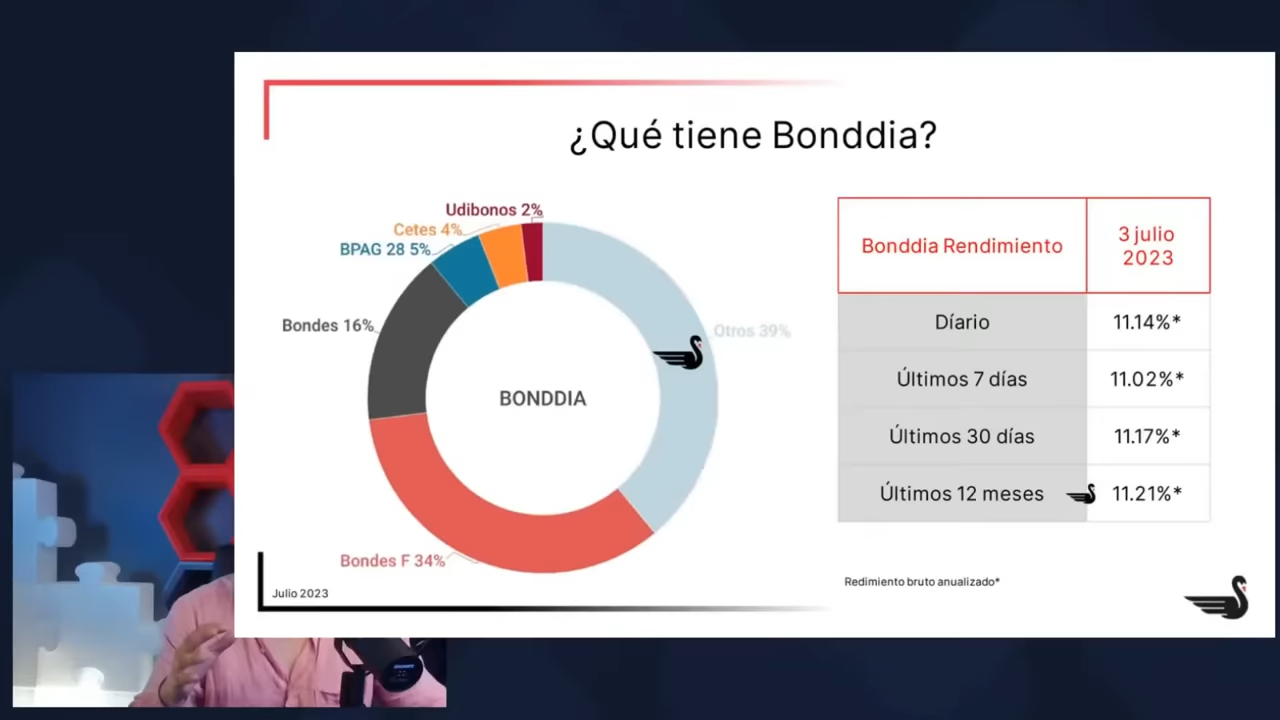 ¿Qué tiene Bonddia?
Udibonos 2%
Cetes 4%
BPAG 28 5%
Bondes 16%
Otros 39%
BONDDIA
Bondes F 34%
Julio 2023
Bonddia Rendimiento
3 julio
2023
Díario
11.14%*
Últimos 7 días
11.02%*
Últimos 30 días
11.17%*
Últimos 12 meses
11.21%*
Redimiento bruto anualizado*